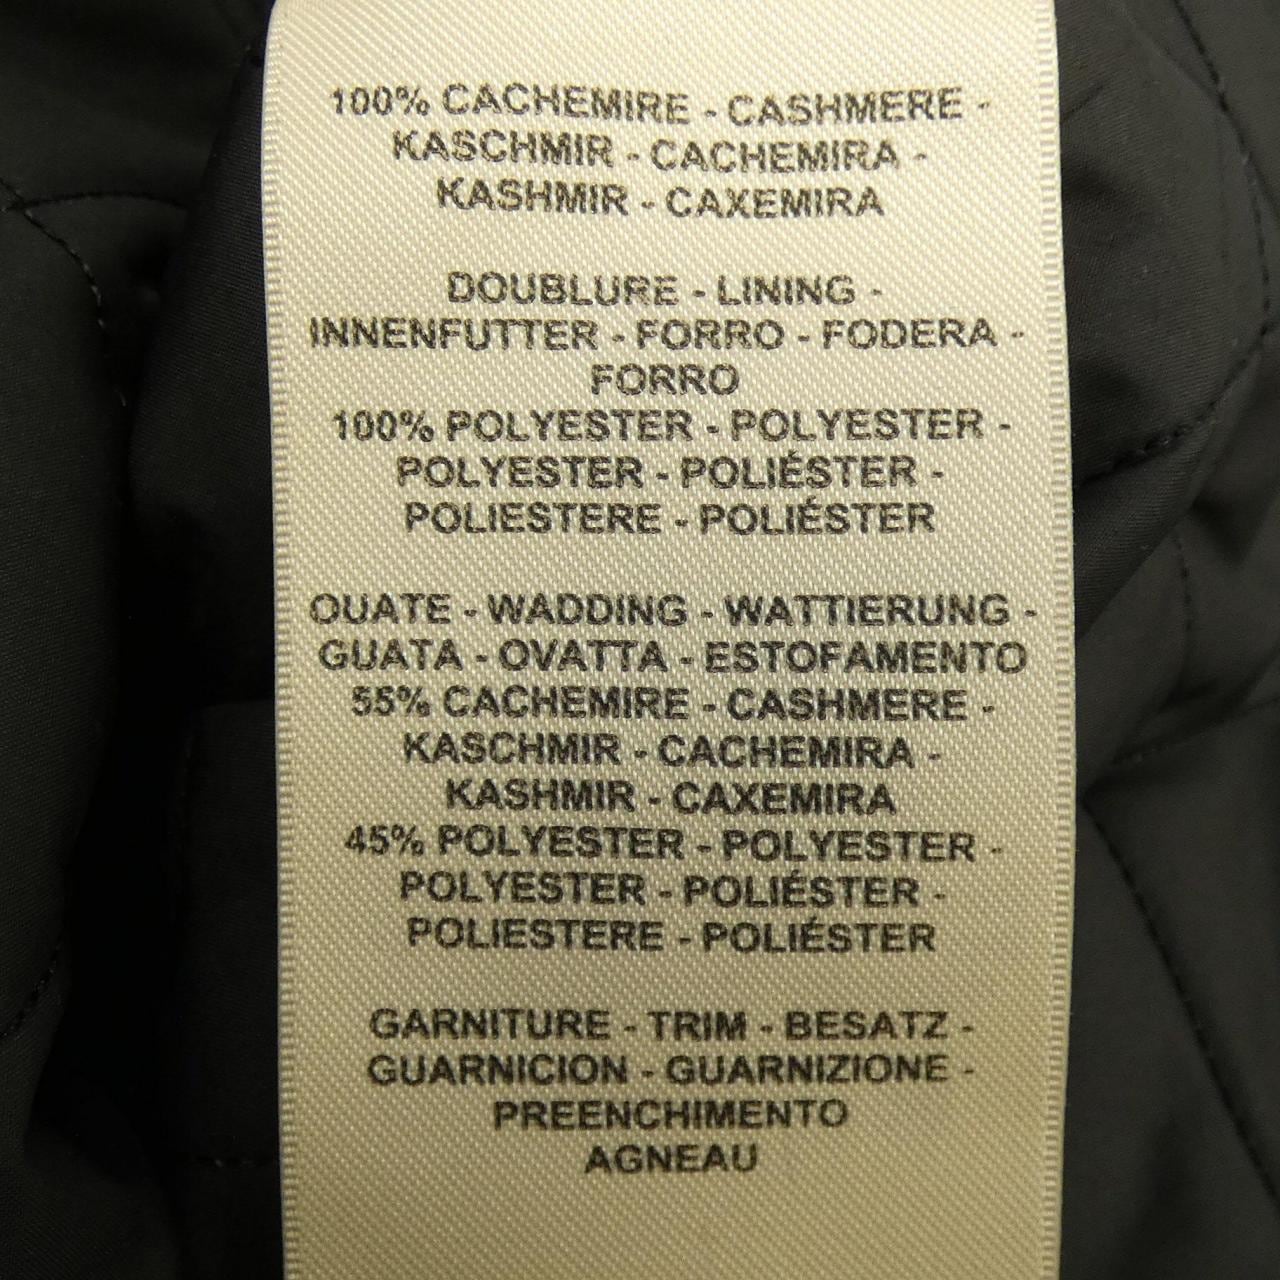 100% CACHEMIRE - CASHMERE -
KASCHMIR - CACHEMIRA -
KASHMIR - CAXEMIRA
DOUBLURE - LINING -
INNENFUTTER - FORRO - FODERA -
FORRO
100% POLYESTER - POLYESTER -
POLYESTER - POLIÉSTER -
POLIESTERE - POLIÉSTER
OUATE - WADDING - WATTIERUNG -
GUATA - OVATTA - ESTOFAMENTO
55% CACHEMIRE - CASHMERE -
KASCHMIR - CACHEMIRA -
KASHMIR - CAXEMIRA
45% POLYESTER - POLYESTER -
POLYESTER - POLIÉSTER -
POLIESTERE - POLIÉSTER
GARNITURE - TRIM - BESATZ -
GUARNICION - GUARNIZIONE -
PREENCHIMENTO
AGNEAU